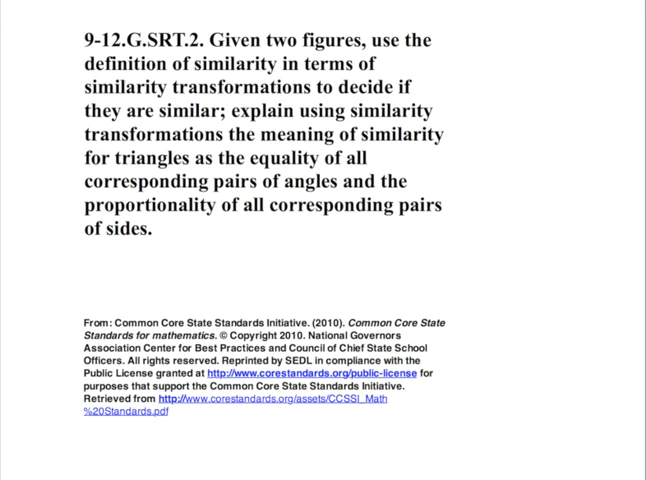 9-12.G.SRT.2. Given two figures, use the
definition of similarity in terms of
similarity transformations to decide if
they are similar; explain using similarity
transformations the meaning of similarity
for triangles as the equality of all
corresponding pairs of angles and the
proportionality of all corresponding pairs
of sides.
From: Common Core State Standards Initiative. (2010). Common Core State
Standards for mathematics. © Copyright 2010. National Governors
Association Center for Best Practices and Council of Chief State School
Officers. All rights reserved. Reprinted by SEDL in compliance with the
Public License granted at http://www.corestandards.org/public-license for
purposes that support the Common Core State Standards Initiative.
Retrieved from http://www.corestandards.org/assets/CCSSI_Math
%20Standards.pdf